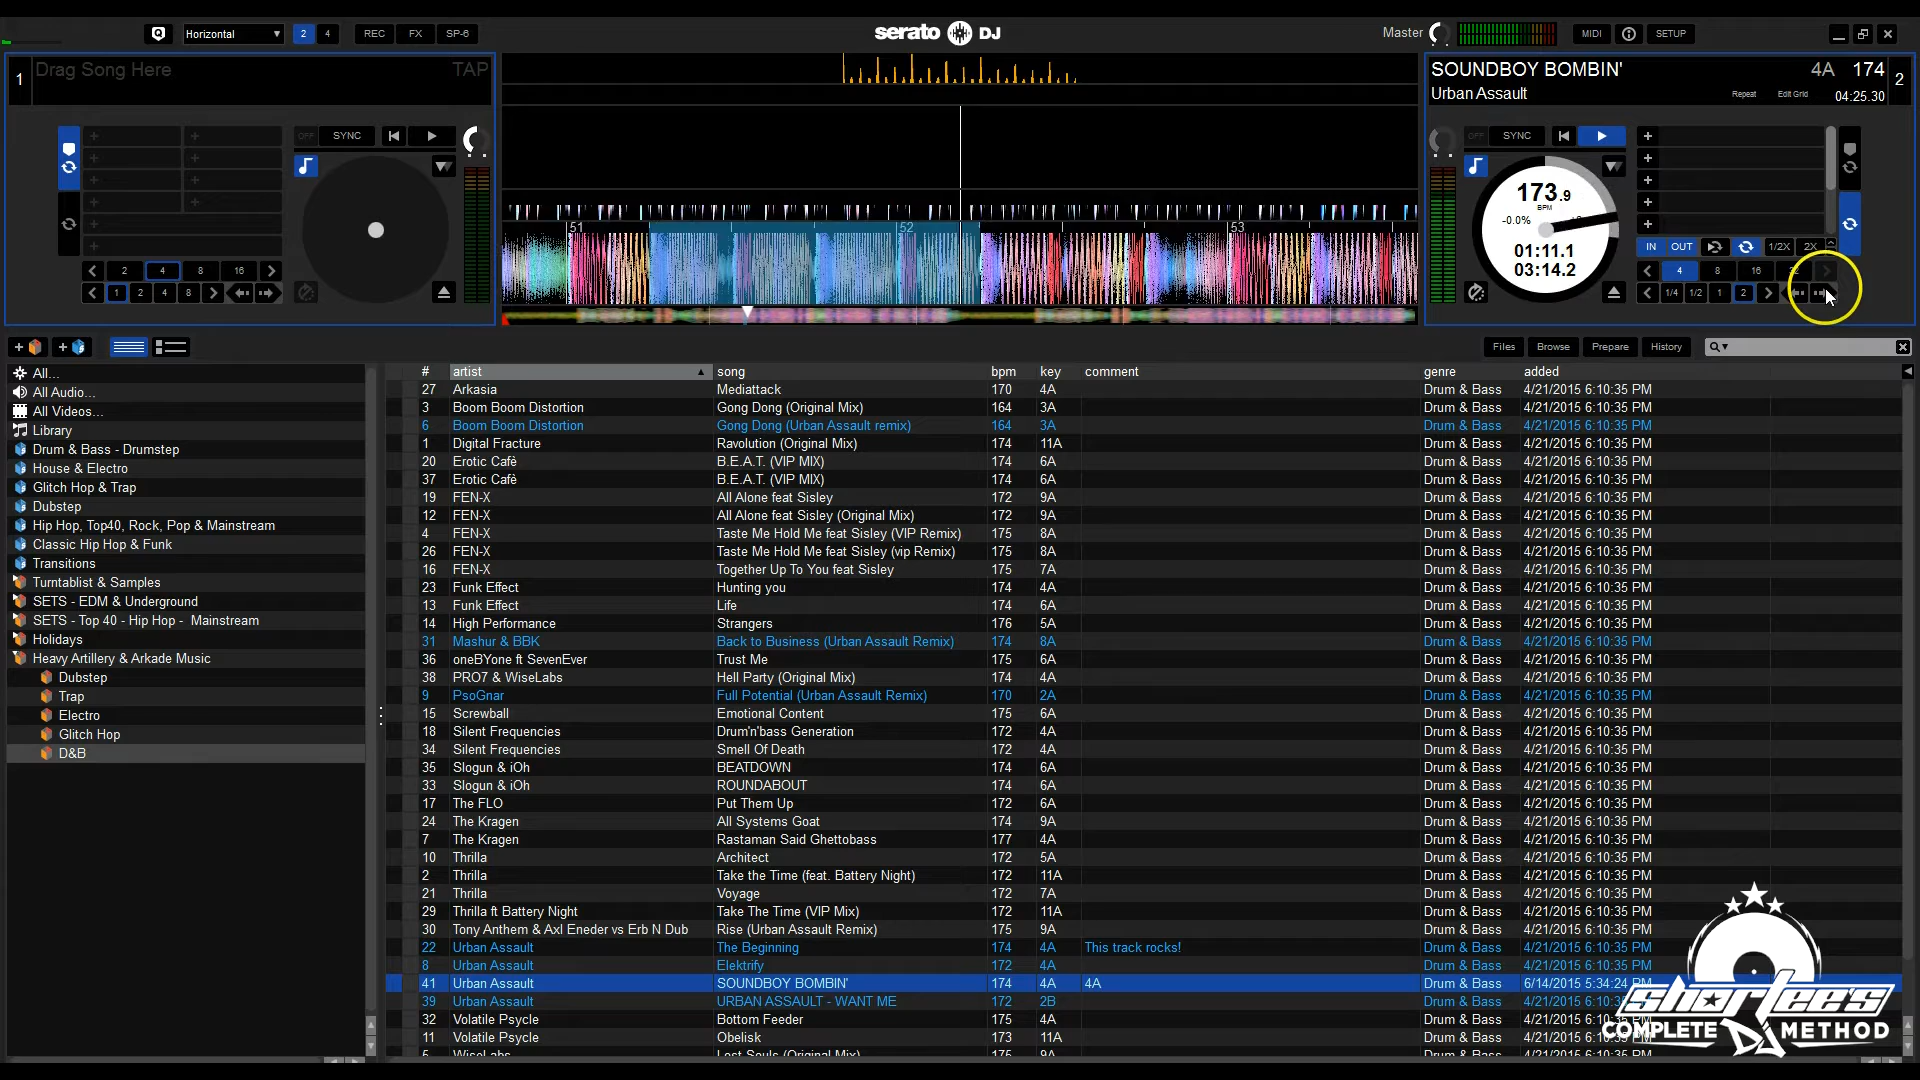 Horizontal
2
4
REC
FX
SP-6
serato DJ
Master
MIDI
SETUP
1
Drag Song Here
TAP
SYNC
2 4 8 16
1 2 4 8
51
52
53
SOUNDBOY BOMBIN'
4A
174
2
Urban Assault
Repeat
Edit Grid
04:25.30
SYNC
173.9
BPM
-0.0%
01:11.1
03:14.2
IN OUT 1/2X 2X
4 8 16
1/4 1/2 1 2
Files
Browse
Prepare
History
All...
All Audio...
All Videos...
Library
Drum & Bass - Drumstep
House & Electro
Glitch Hop & Trap
Dubstep
Hip Hop, Top40, Rock, Pop & Mainstream
Classic Hip Hop & Funk
Transitions
Turntablist & Samples
SETS - EDM & Underground
SETS - Top 40 - Hip Hop - Mainstream
Holidays
Heavy Artillery & Arkade Music
Dubstep
Trap
Electro
Glitch Hop
D&B
# artist song bpm key comment genre added
27 Arkasia Mediattack 170 4A Drum & Bass 4/21/2015 6:10:35 PM
3 Boom Boom Distortion Gong Dong (Original Mix) 164 3A Drum & Bass 4/21/2015 6:10:35 PM
6 Boom Boom Distortion Gong Dong (Urban Assault remix) 164 3A Drum & Bass 4/21/2015 6:10:35 PM
1 Digital Fracture Ravolution (Original Mix) 174 11A Drum & Bass 4/21/2015 6:10:35 PM
20 Erotic Cafè B.E.A.T. (VIP MIX) 174 6A Drum & Bass 4/21/2015 6:10:35 PM
37 Erotic Cafè B.E.A.T. (VIP MIX) 174 6A Drum & Bass 4/21/2015 6:10:35 PM
19 FEN-X All Alone feat Sisley 172 9A Drum & Bass 4/21/2015 6:10:35 PM
12 FEN-X All Alone feat Sisley (Original Mix) 172 9A Drum & Bass 4/21/2015 6:10:35 PM
4 FEN-X Taste Me Hold Me feat Sisley (VIP Remix) 175 8A Drum & Bass 4/21/2015 6:10:35 PM
26 FEN-X Taste Me Hold Me feat Sisley (vip Remix) 175 8A Drum & Bass 4/21/2015 6:10:35 PM
16 FEN-X Together Up To You feat Sisley 175 7A Drum & Bass 4/21/2015 6:10:35 PM
23 Funk Effect Hunting you 174 4A Drum & Bass 4/21/2015 6:10:35 PM
13 Funk Effect Life 174 6A Drum & Bass 4/21/2015 6:10:35 PM
14 High Performance Strangers 176 5A Drum & Bass 4/21/2015 6:10:35 PM
31 Mashur & BBK Back to Business (Urban Assault Remix) 174 8A Drum & Bass 4/21/2015 6:10:35 PM
36 oneBYone ft SevenEver Trust Me 175 6A Drum & Bass 4/21/2015 6:10:35 PM
38 PRO7 & WiseLabs Hell Party (Original Mix) 174 4A Drum & Bass 4/21/2015 6:10:35 PM
9 PsoGnar Full Potential (Urban Assault Remix) 170 2A Drum & Bass 4/21/2015 6:10:35 PM
15 Screwball Emotional Content 175 6A Drum & Bass 4/21/2015 6:10:35 PM
18 Silent Frequencies Drum'n'bass Generation 172 4A Drum & Bass 4/21/2015 6:10:35 PM
34 Silent Frequencies Smell Of Death 172 4A Drum & Bass 4/21/2015 6:10:35 PM
35 Slogun & iOh BEATDOWN 174 6A Drum & Bass 4/21/2015 6:10:35 PM
33 Slogun & iOh ROUNDABOUT 174 6A Drum & Bass 4/21/2015 6:10:35 PM
17 The FLO Put Them Up 172 6A Drum & Bass 4/21/2015 6:10:35 PM
24 The Kragen All Systems Goat 174 9A Drum & Bass 4/21/2015 6:10:35 PM
7 The Kragen Rastaman Said Ghettobass 177 4A Drum & Bass 4/21/2015 6:10:35 PM
10 Thrilla Architect 172 5A Drum & Bass 4/21/2015 6:10:35 PM
2 Thrilla Take the Time (feat. Battery Night) 172 11A Drum & Bass 4/21/2015 6:10:35 PM
21 Thrilla Voyage 172 7A Drum & Bass 4/21/2015 6:10:35 PM
29 Thrilla ft Battery Night Take The Time (VIP Mix) 172 11A Drum & Bass 4/21/2015 6:10:35 PM
30 Tony Anthem & Axl Eneder vs Erb N Dub Rise (Urban Assault Remix) 175 9A Drum & Bass 4/21/2015 6:10:35 PM
22 Urban Assault The Beginning 174 4A This track rocks! Drum & Bass 4/21/2015 6:10:35 PM
8 Urban Assault Elektrify 172 4A Drum & Bass 4/21/2015 6:10:35 PM
41 Urban Assault SOUNDBOY BOMBIN' 174 4A 4A Drum & Bass 6/14/2015 5:34:24 PM
39 Urban Assault URBAN ASSAULT - WANT ME 172 2B Drum & Bass 4/21/2015
32 Volatile Psycle Bottom Feeder 175 4A Drum & Bass 4/21/2015
11 Volatile Psycle Obelisk 173 11A Drum & Bass 4/21/2015
WiseLabs Lost Souls (Original Mix) 175 9A Drum & Bass
shortee's
COMPLETE DJ METHOD